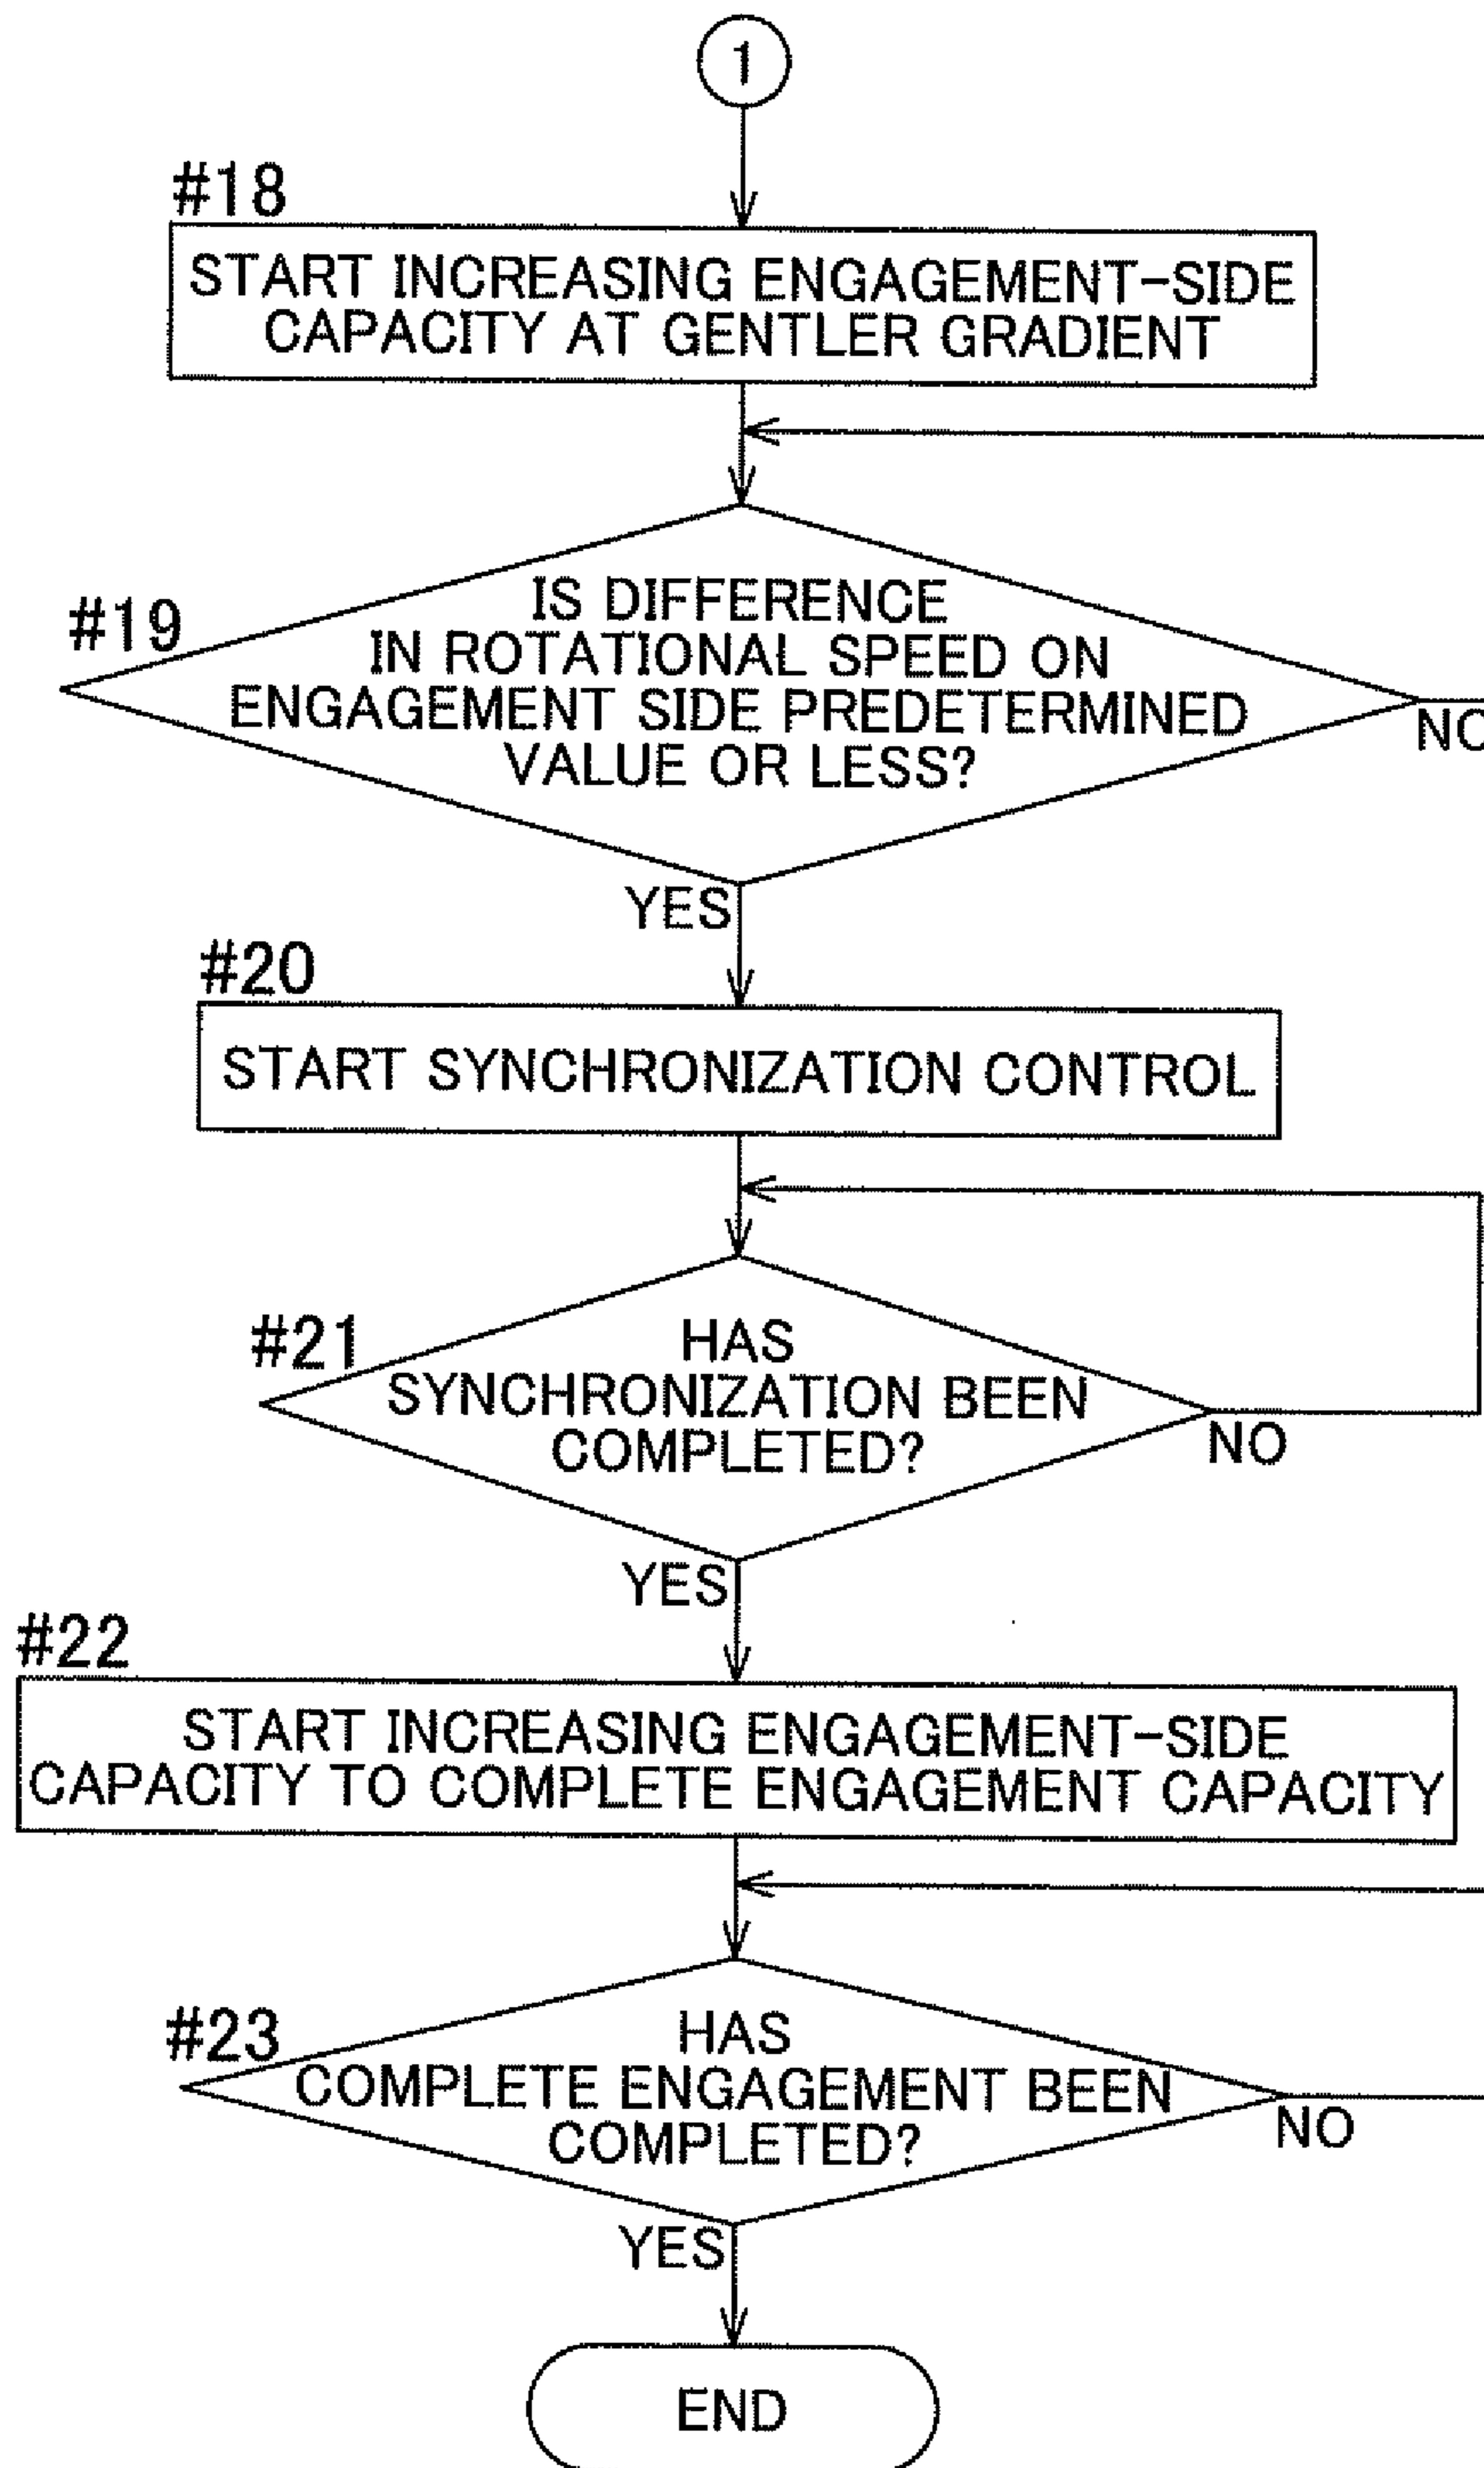 1
#18
START INCREASING ENGAGEMENT-SIDE
CAPACITY AT GENTLER GRADIENT
#19
IS DIFFERENCE
IN ROTATIONAL SPEED ON
ENGAGEMENT SIDE PREDETERMINED
VALUE OR LESS?
NO
YES
#20
START SYNCHRONIZATION CONTROL
#21
HAS
SYNCHRONIZATION BEEN
COMPLETED?
NO
YES
#22
START INCREASING ENGAGEMENT-SIDE
CAPACITY TO COMPLETE ENGAGEMENT CAPACITY
#23
HAS
COMPLETE ENGAGEMENT BEEN
COMPLETED?
NO
YES
END